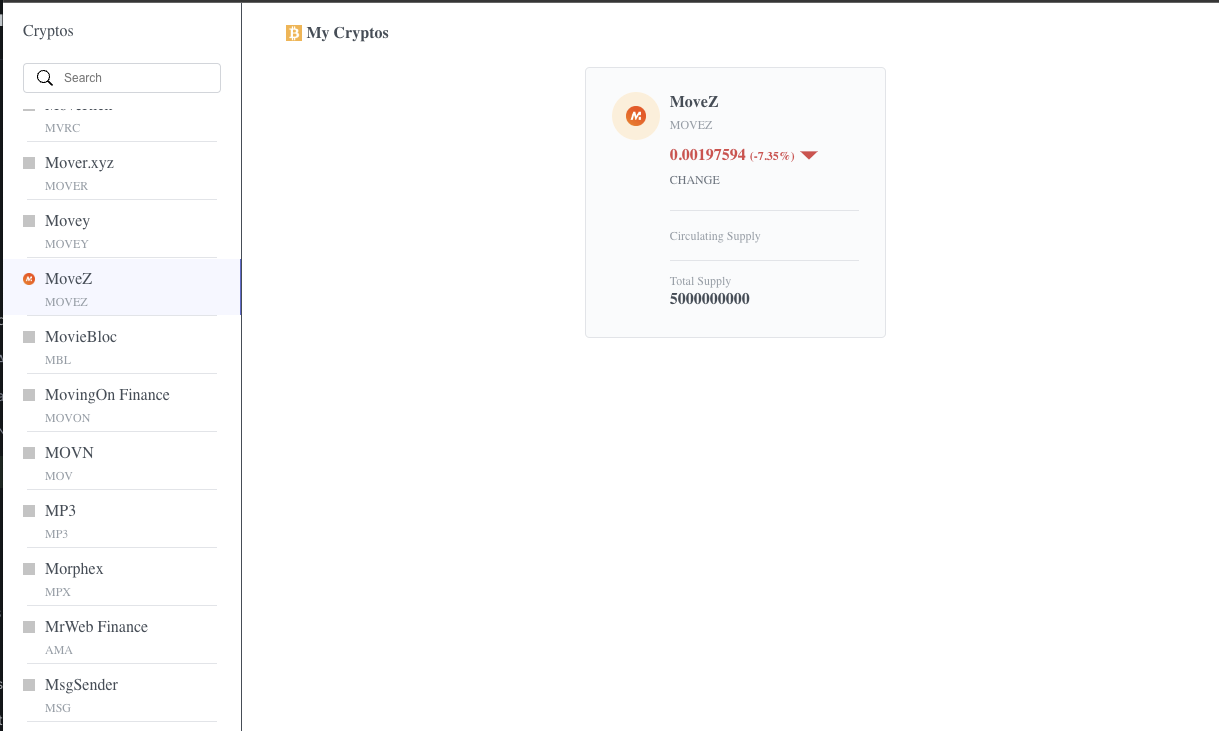 Cryptos
Search
MVRC
Mover.xyz
MOVER
Movey
MOVEY
MoveZ
MOVEZ
MovieBloc
MBL
MovingOn Finance
MOVON
MOVN
MOV
MP3
MP3
Morphex
MPX
MrWeb Finance
AMA
MsgSender
MSG
My Cryptos
MoveZ
MOVEZ
0.00197594 (-7.35%)
CHANGE
Circulating Supply
Total Supply
5000000000